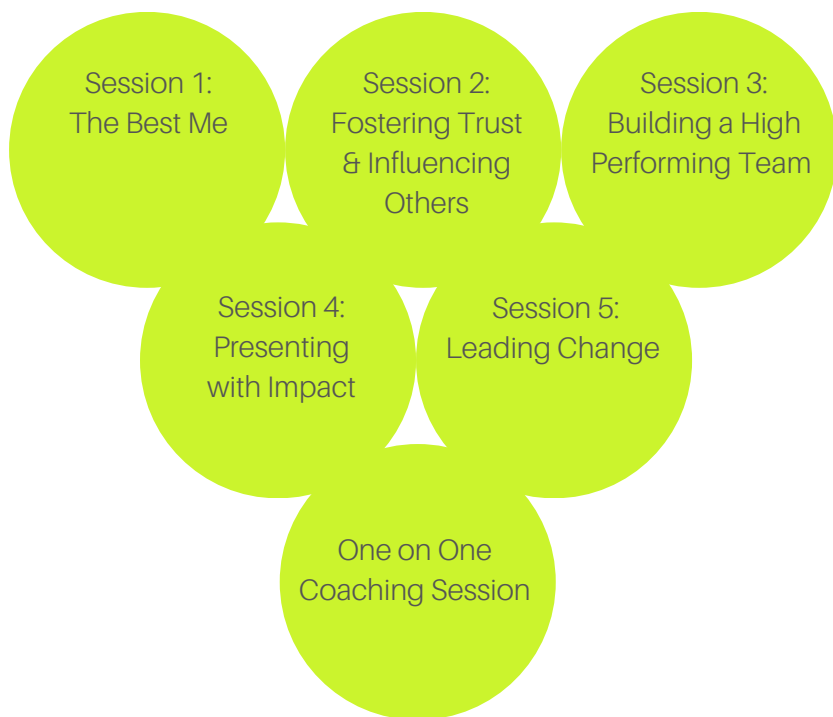 Session 1:
The Best Me
Session 2:
Fostering Trust
& Influencing
Others
Session 3:
Building a High
Performing Team
Session 4:
Presenting
with Impact
Session 5:
Leading Change
One on One
Coaching Session